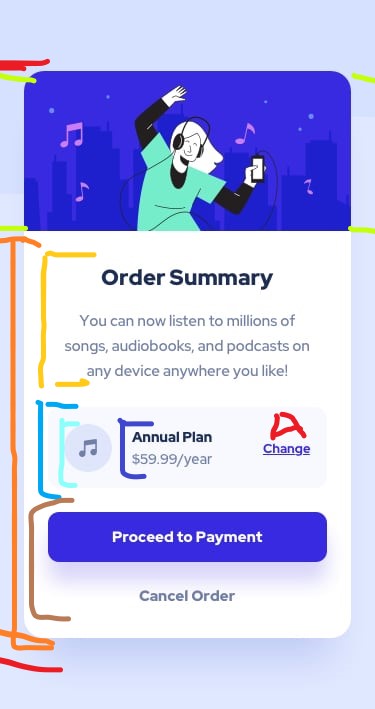 Order Summary
You can now listen to millions of
songs, audiobooks, and podcasts on
any device anywhere you like!
Annual Plan
$59.99/year
Change
Proceed to Payment
Cancel Order